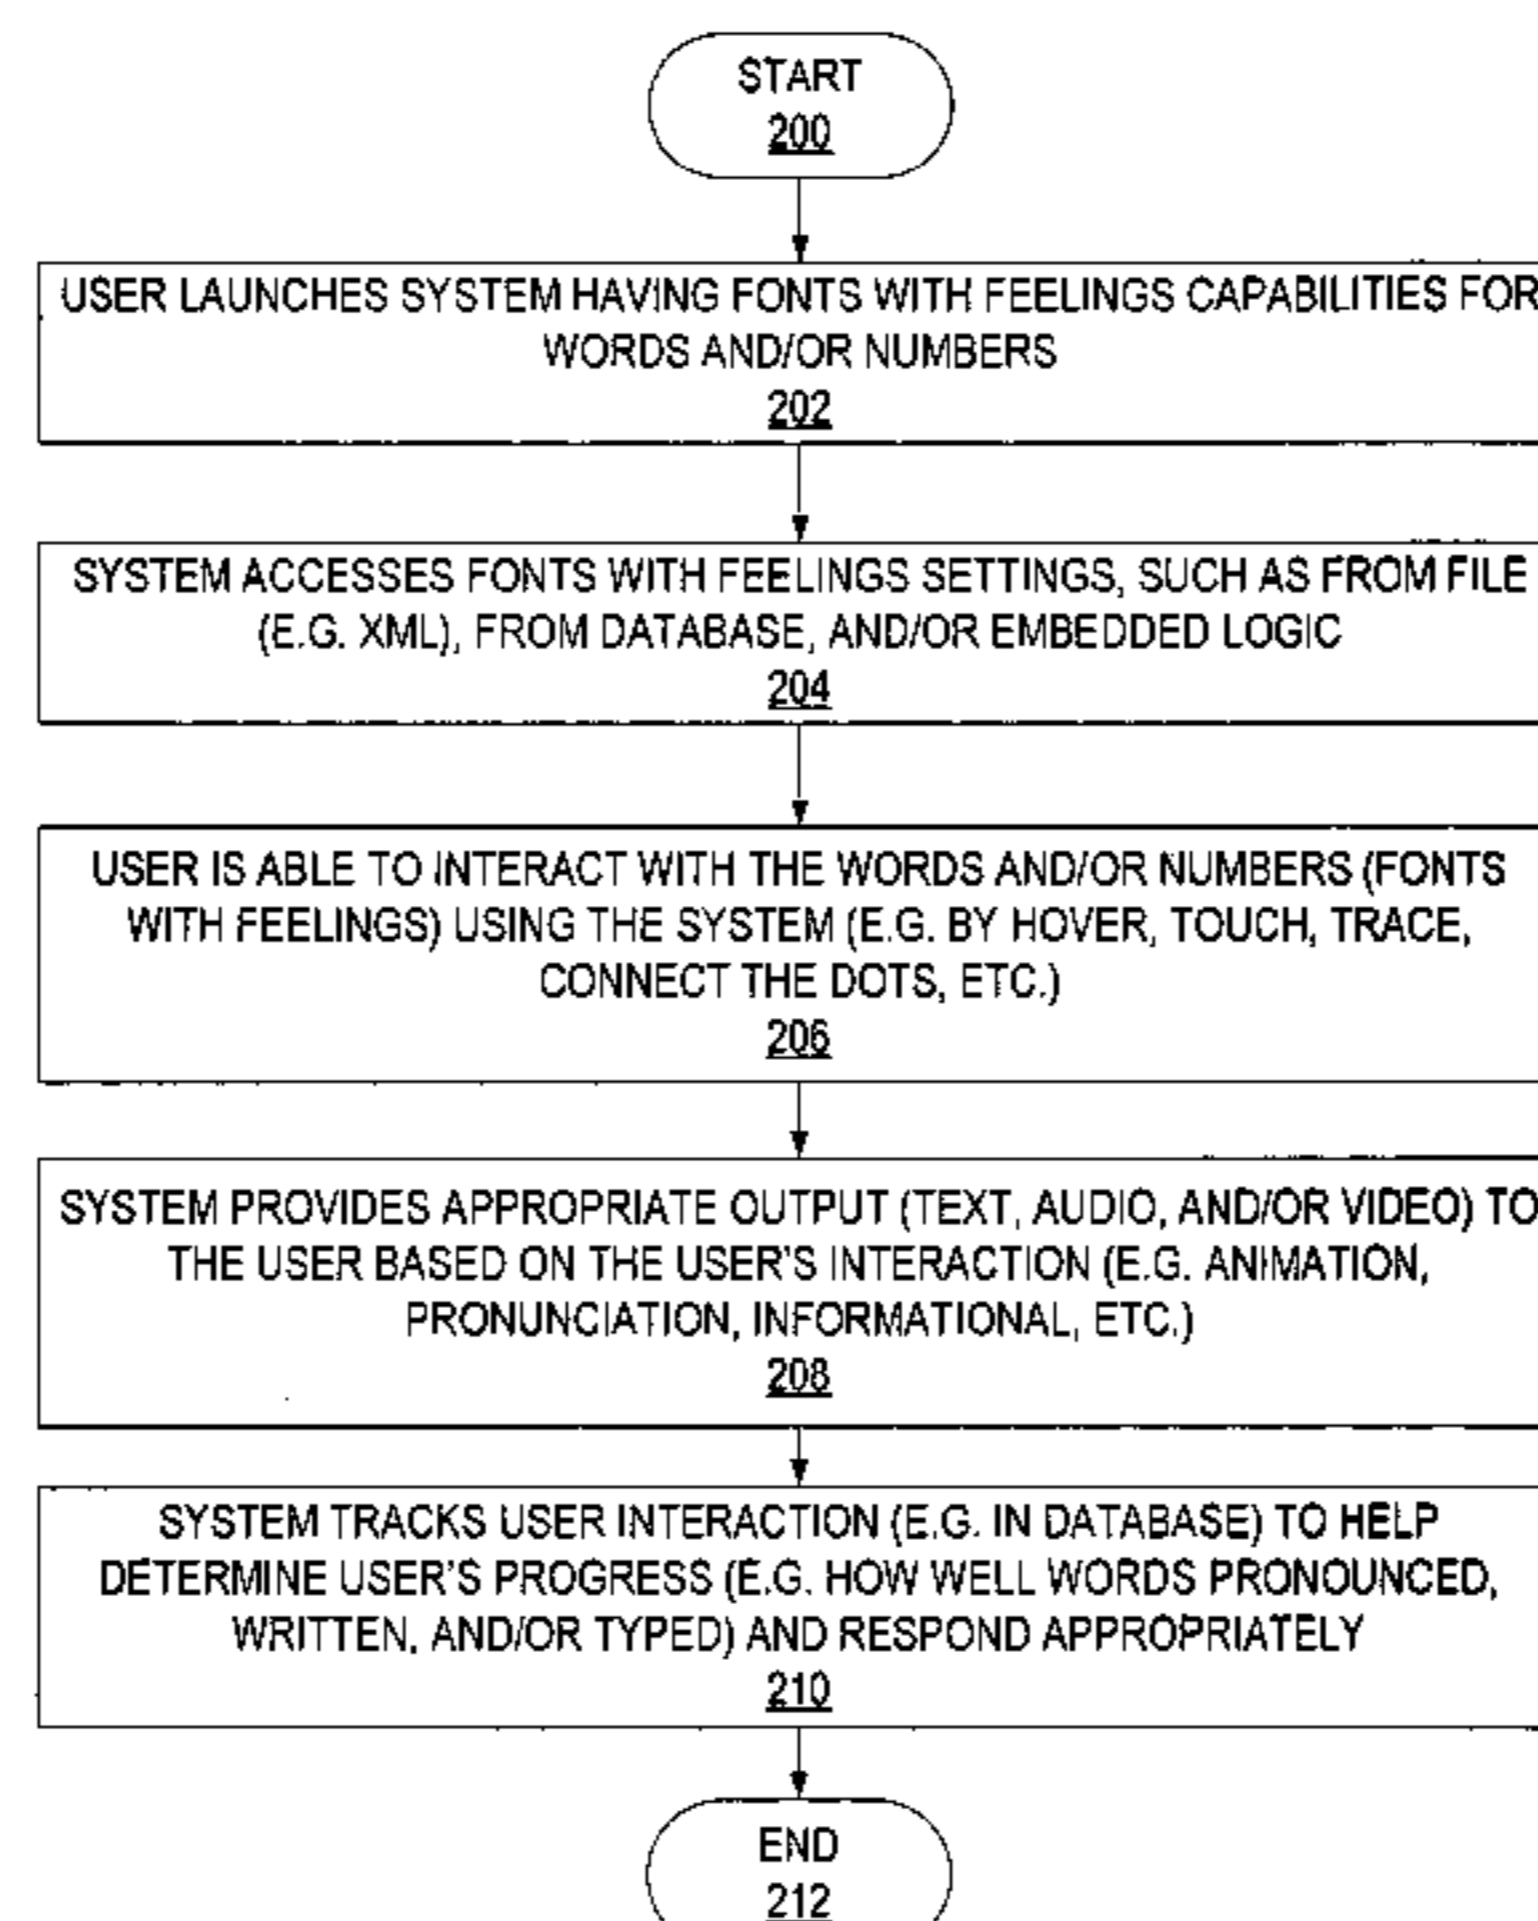 START
200
USER LAUNCHES SYSTEM HAVING FONTS WITH FEELINGS CAPABILITIES FOR
WORDS AND/OR NUMBERS
202
SYSTEM ACCESSES FONTS WITH FEELINGS SETTINGS, SUCH AS FROM FILE
(E.G. XML), FROM DATABASE, AND/OR EMBEDDED LOGIC
204
USER IS ABLE TO INTERACT WITH THE WORDS AND/OR NUMBERS (FONTS
WITH FEELINGS) USING THE SYSTEM (E.G. BY HOVER, TOUCH, TRACE,
CONNECT THE DOTS, ETC.)
206
SYSTEM PROVIDES APPROPRIATE OUTPUT (TEXT, AUDIO, AND/OR VIDEO) TO
THE USER BASED ON THE USER'S INTERACTION (E.G. ANIMATION,
PRONUNCIATION, INFORMATIONAL, ETC.)
208
SYSTEM TRACKS USER INTERACTION (E.G. IN DATABASE) TO HELP
DETERMINE USER'S PROGRESS (E.G. HOW WELL WORDS PRONOUNCED,
WRITTEN, AND/OR TYPED) AND RESPOND APPROPRIATELY
210
END
212